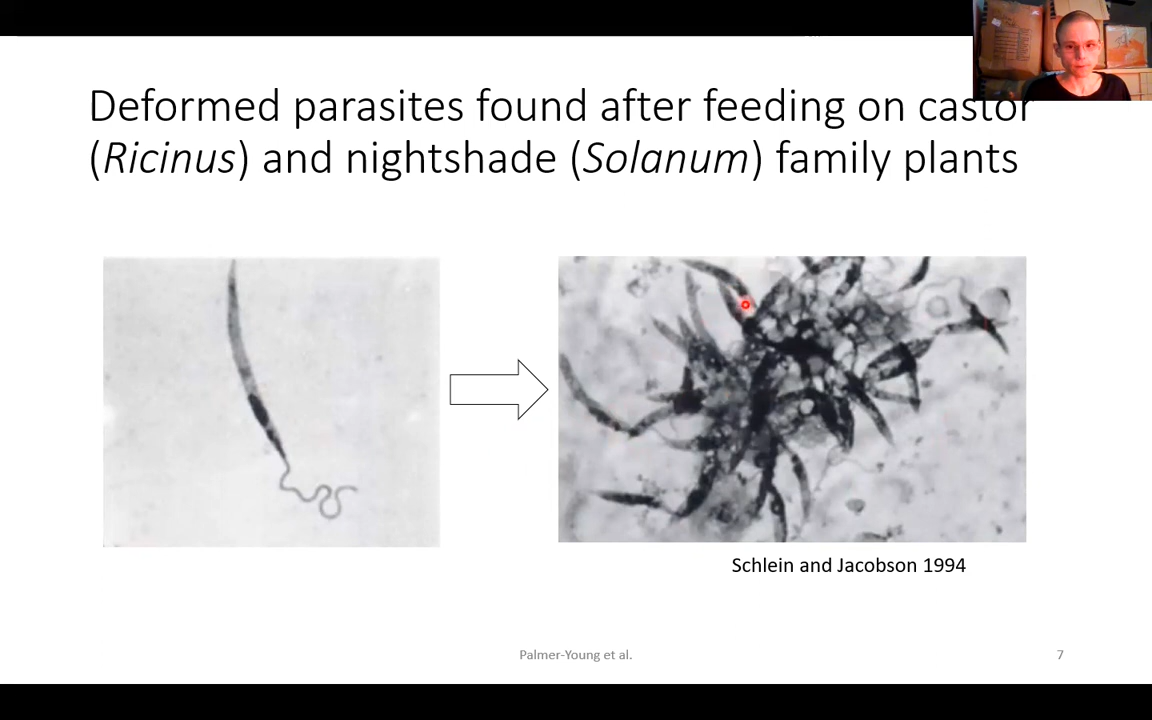 Deformed parasites found after feeding on castor
(Ricinus) and nightshade (Solanum) family plants
Schlein and Jacobson 1994
Palmer-Young et al.
7